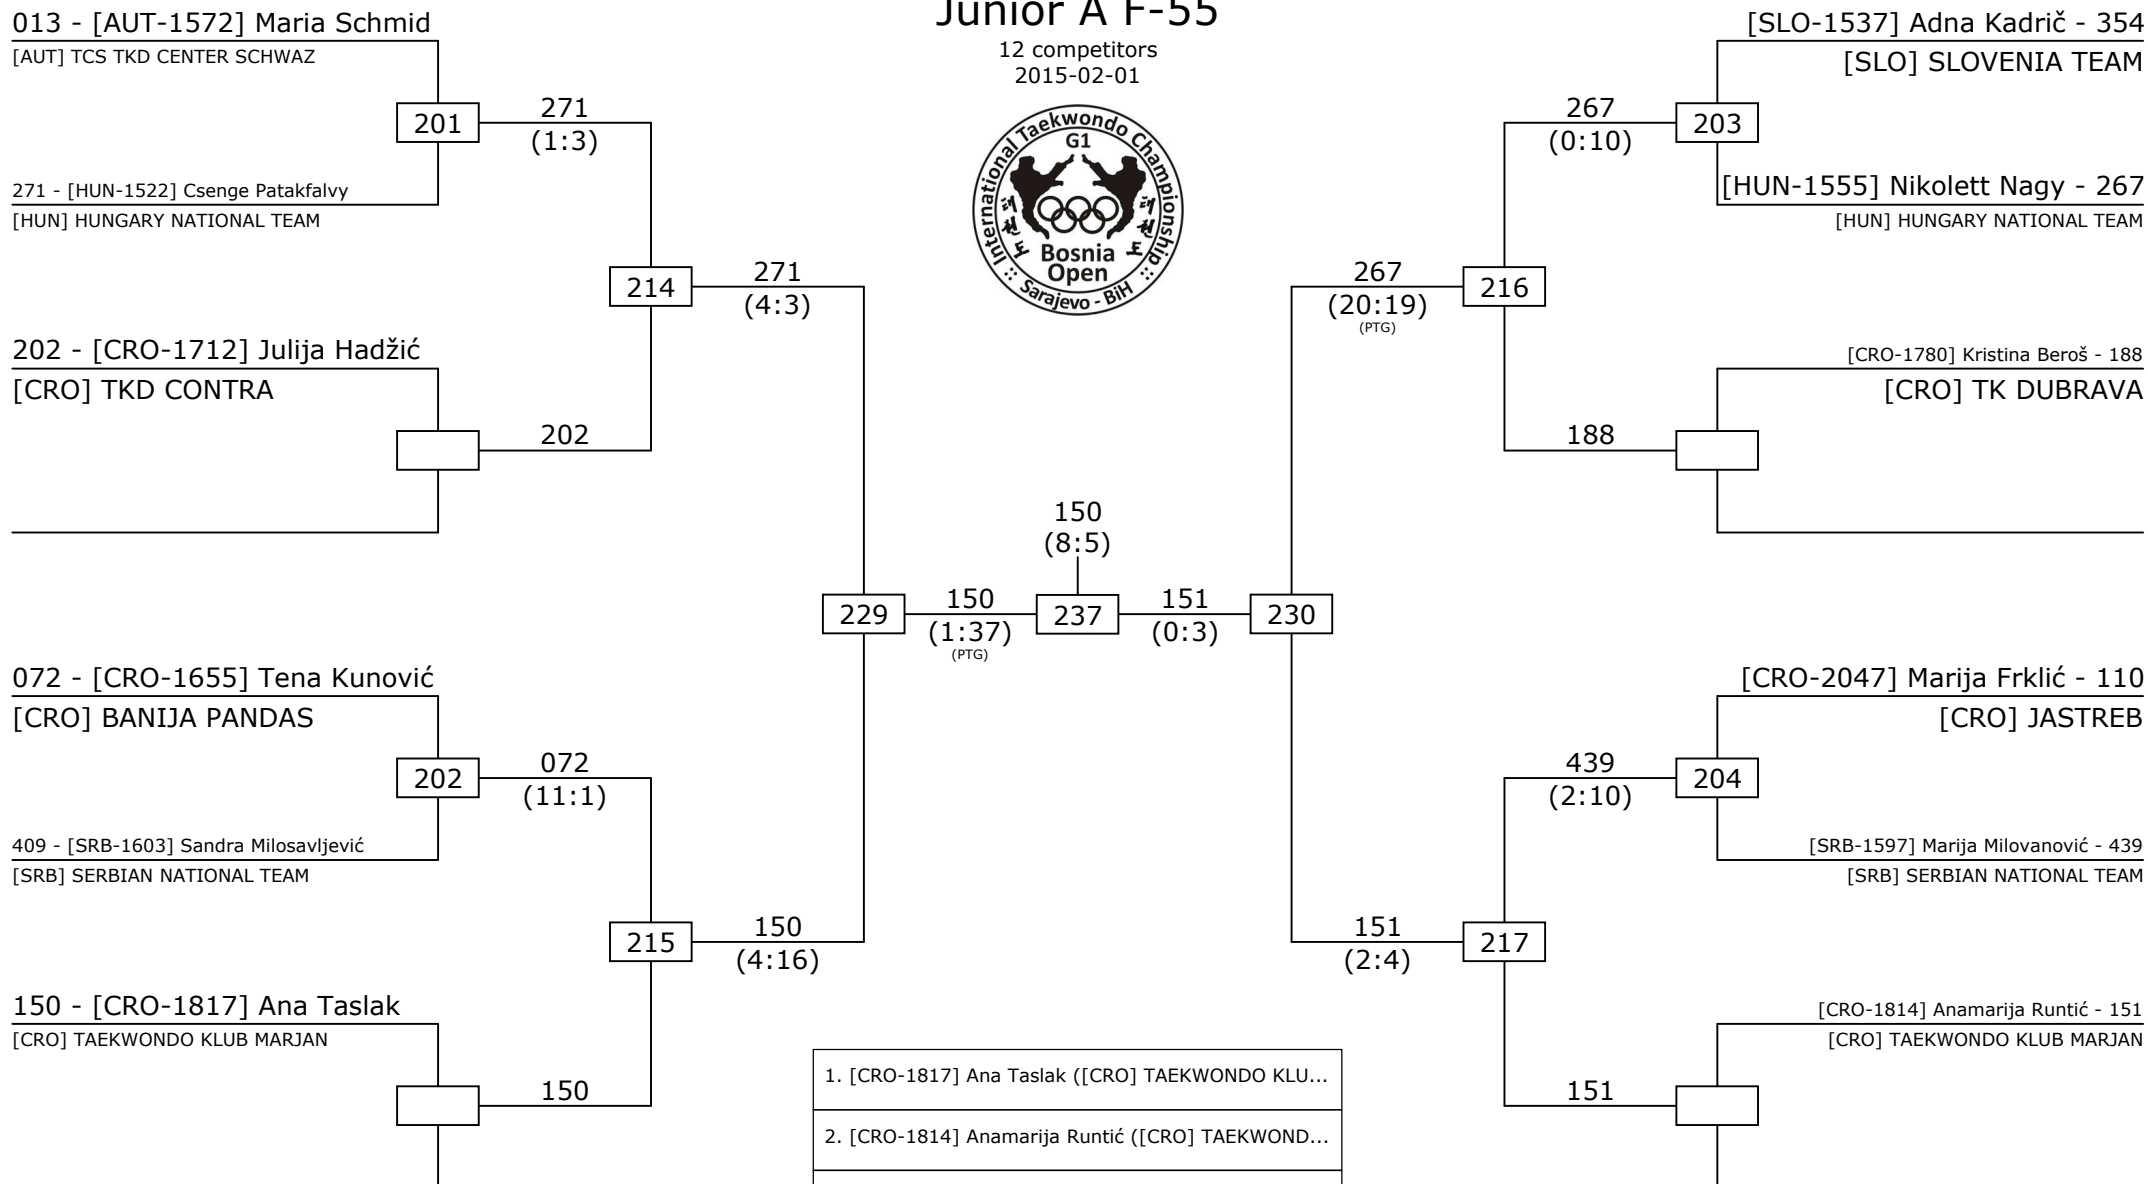 Junior A F-55
12 competitors
2015-02-01
International Taekwondo Championship
G1
Bosnia
Open
:: Sarajevo - BiH ::
013 - [AUT-1572] Maria Schmid
[AUT] TCS TKD CENTER SCHWAZ
201
271
(1:3)
271 - [HUN-1522] Csenge Patakfalvy
[HUN] HUNGARY NATIONAL TEAM
214
271
(4:3)
202 - [CRO-1712] Julija Hadžić
[CRO] TKD CONTRA
202
072 - [CRO-1655] Tena Kunović
[CRO] BANIJA PANDAS
202
072
(11:1)
409 - [SRB-1603] Sandra Milosavljević
[SRB] SERBIAN NATIONAL TEAM
215
150
(4:16)
150 - [CRO-1817] Ana Taslak
[CRO] TAEKWONDO KLUB MARJAN
150
229
150
(1:37)
(PTG)
150
(8:5)
237
151
(0:3)
230
[SLO-1537] Adna Kadrič - 354
[SLO] SLOVENIA TEAM
267
(0:10)
203
[HUN-1555] Nikolett Nagy - 267
[HUN] HUNGARY NATIONAL TEAM
267
(20:19)
(PTG)
216
[CRO-1780] Kristina Beroš - 188
[CRO] TK DUBRAVA
188
[CRO-2047] Marija Frklić - 110
[CRO] JASTREB
439
(2:10)
204
[SRB-1597] Marija Milovanović - 439
[SRB] SERBIAN NATIONAL TEAM
151
(2:4)
217
[CRO-1814] Anamarija Runtić - 151
[CRO] TAEKWONDO KLUB MARJAN
151
1. [CRO-1817] Ana Taslak ([CRO] TAEKWONDO KLU...
2. [CRO-1814] Anamarija Runtić ([CRO] TAEKWOND...